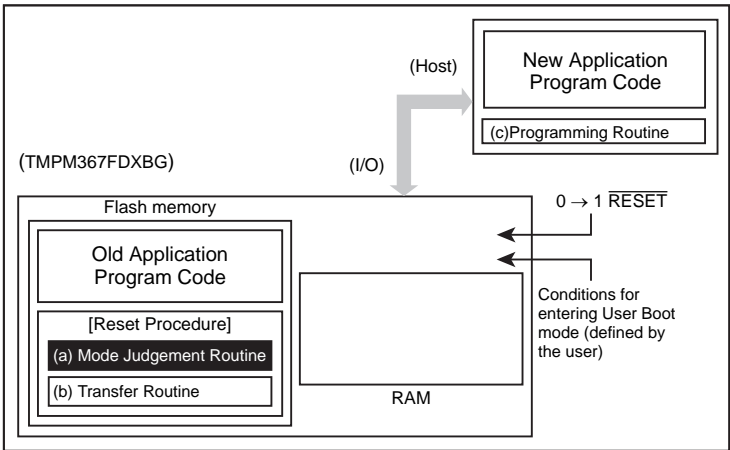 (Host)
New Application
Program Code
(c)Programming Routine
(TMPM367FDXBG)
(I/O)
Flash memory
0 → 1 RESET
Old Application
Program Code
[Reset Procedure]
(a) Mode Judgement Routine
(b) Transfer Routine
RAM
Conditions for
entering User Boot
mode (defined by
the user)